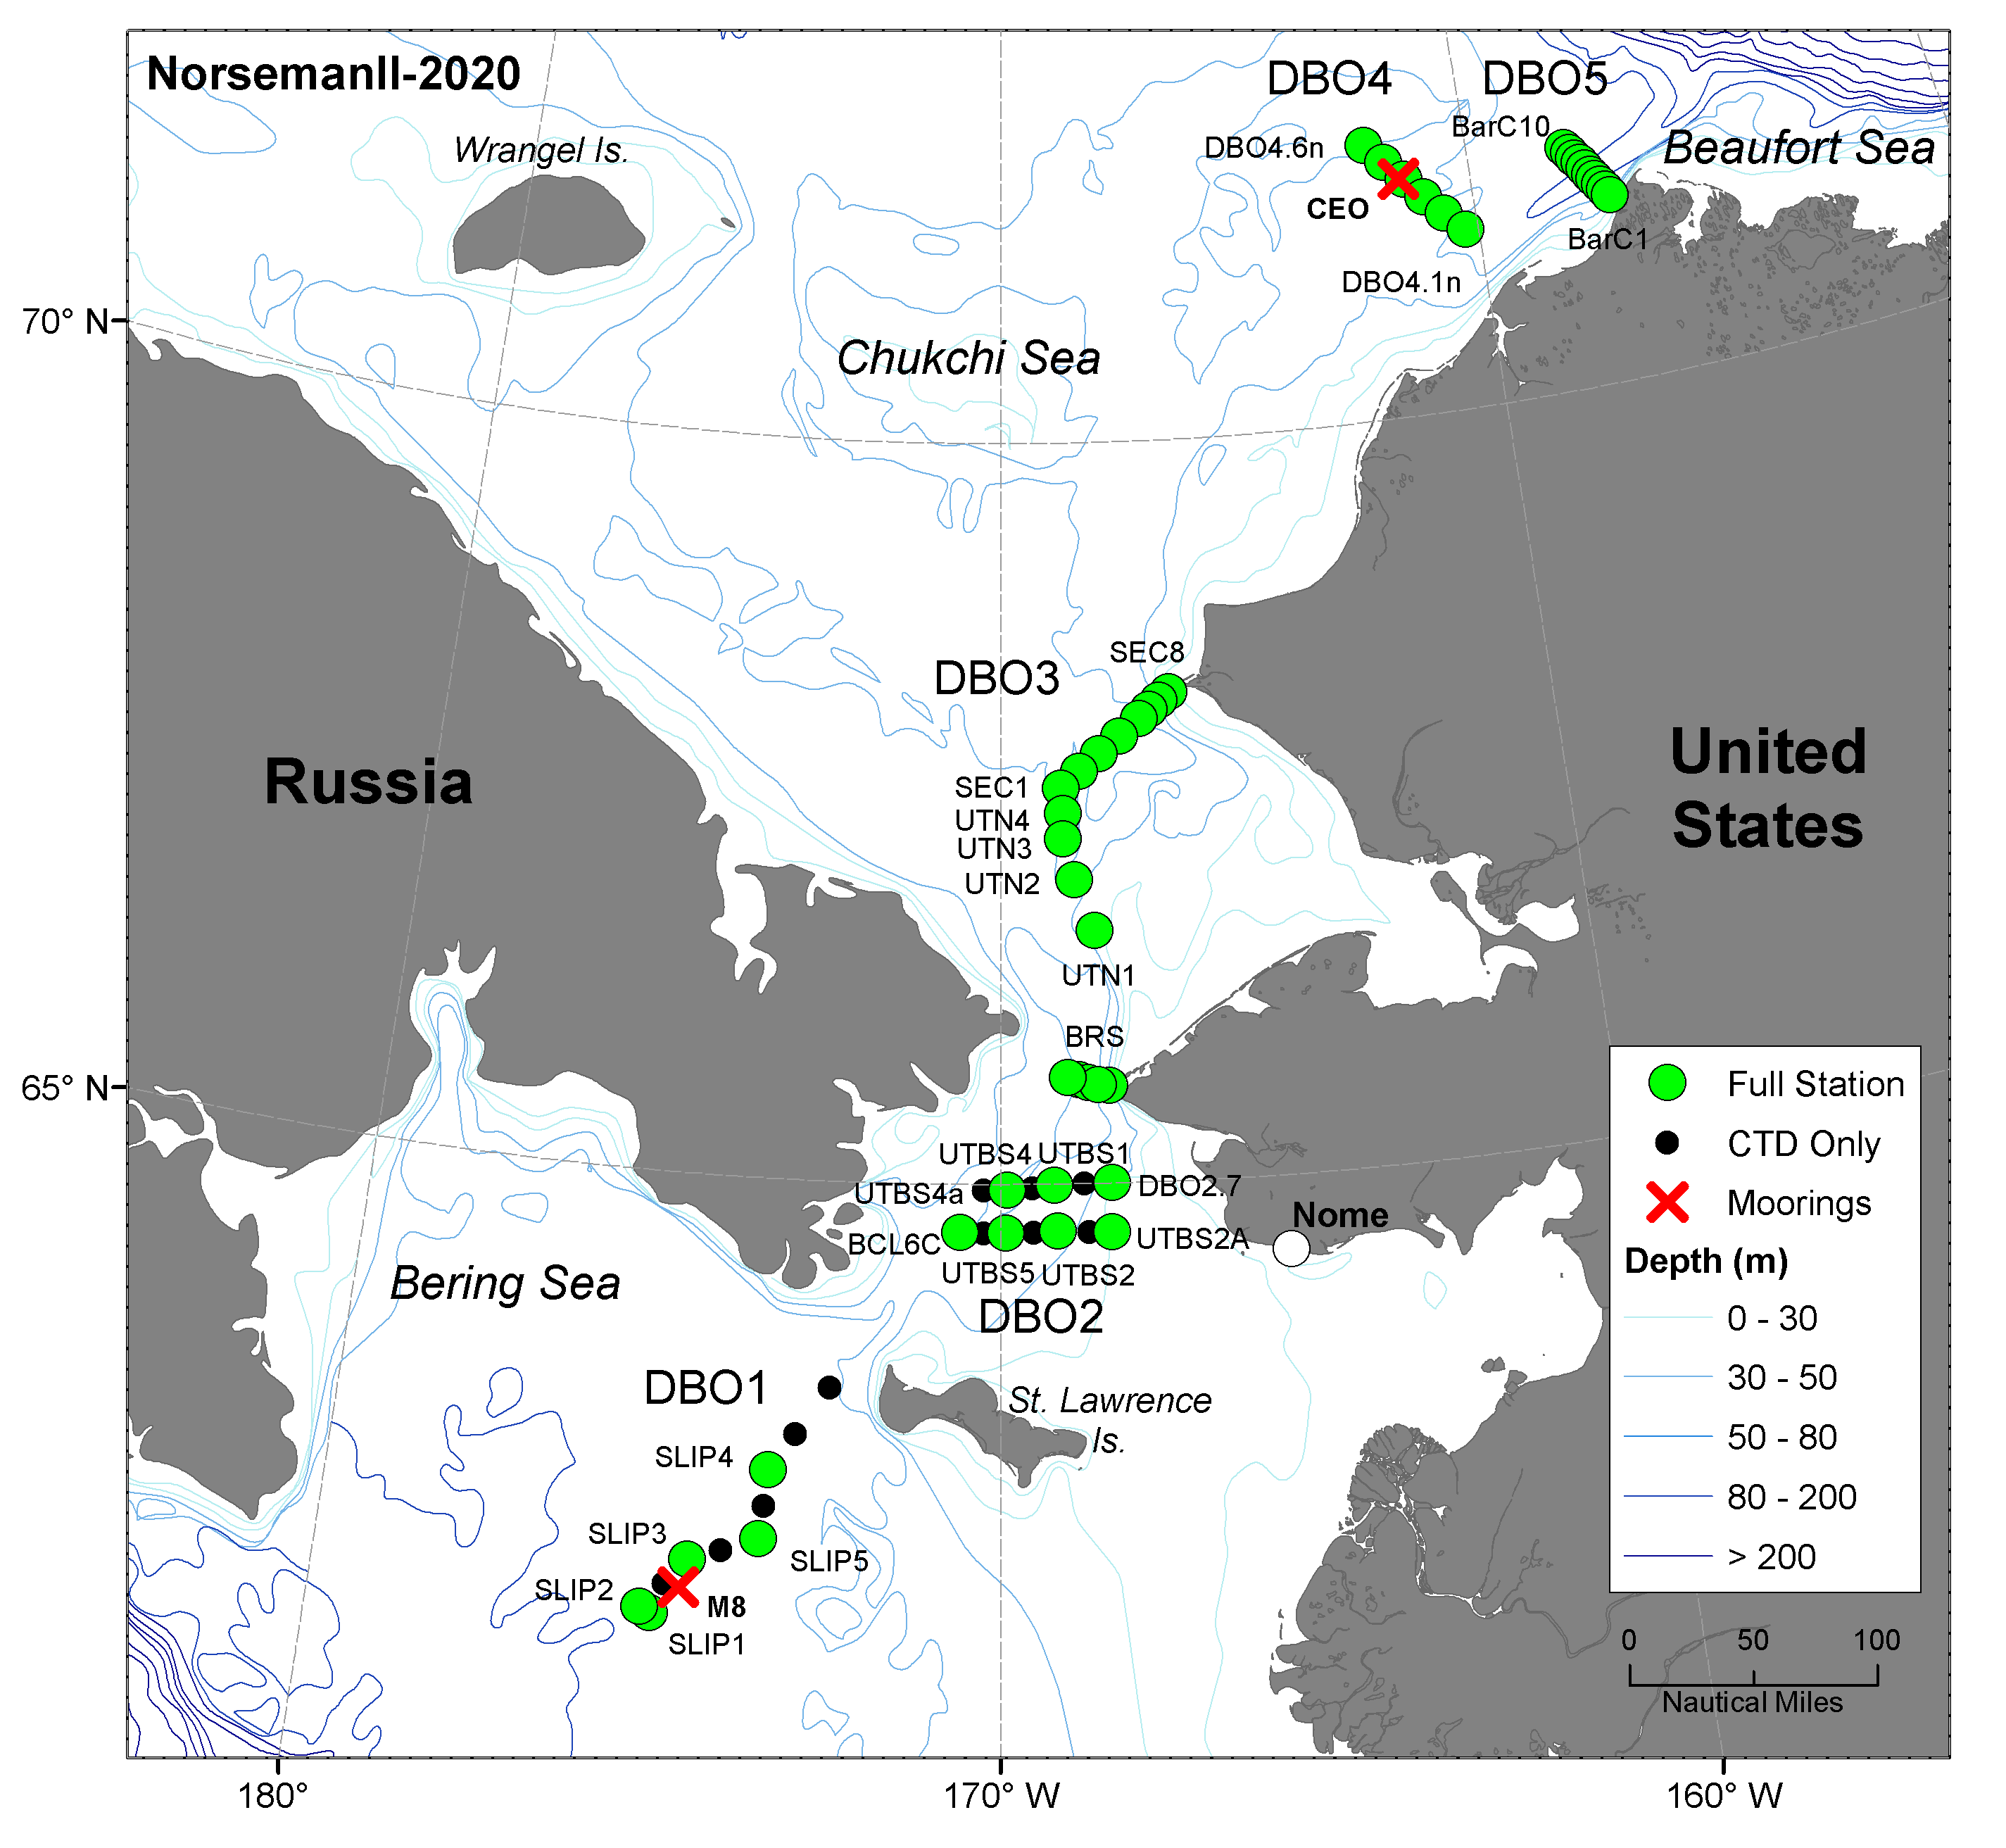 NorsemanII-2020
DBO4
DBO5
Wrangel Is.
DBO4.6n
BarC10
Beaufort Sea
CEO
BarC1
DBO4.1n
70° N
Chukchi Sea
SEC8
DBO3
Russia
United
States
SEC1
UTN4
UTN3
UTN2
UTN1
BRS
65° N
UTBS4
UTBS1
UTBS4a
DBO2.7
BCL6C
UTBS2A
Nome
UTBS5
UTBS2
Bering Sea
DBO2
DBO1
St. Lawrence
Is.
SLIP4
SLIP3
SLIP5
SLIP2
M8
SLIP1
Full Station
CTD Only
Moorings
Depth (m)
0 - 30
30 - 50
50 - 80
80 - 200
> 200
0 50 100
Nautical Miles
180°
170° W
160° W